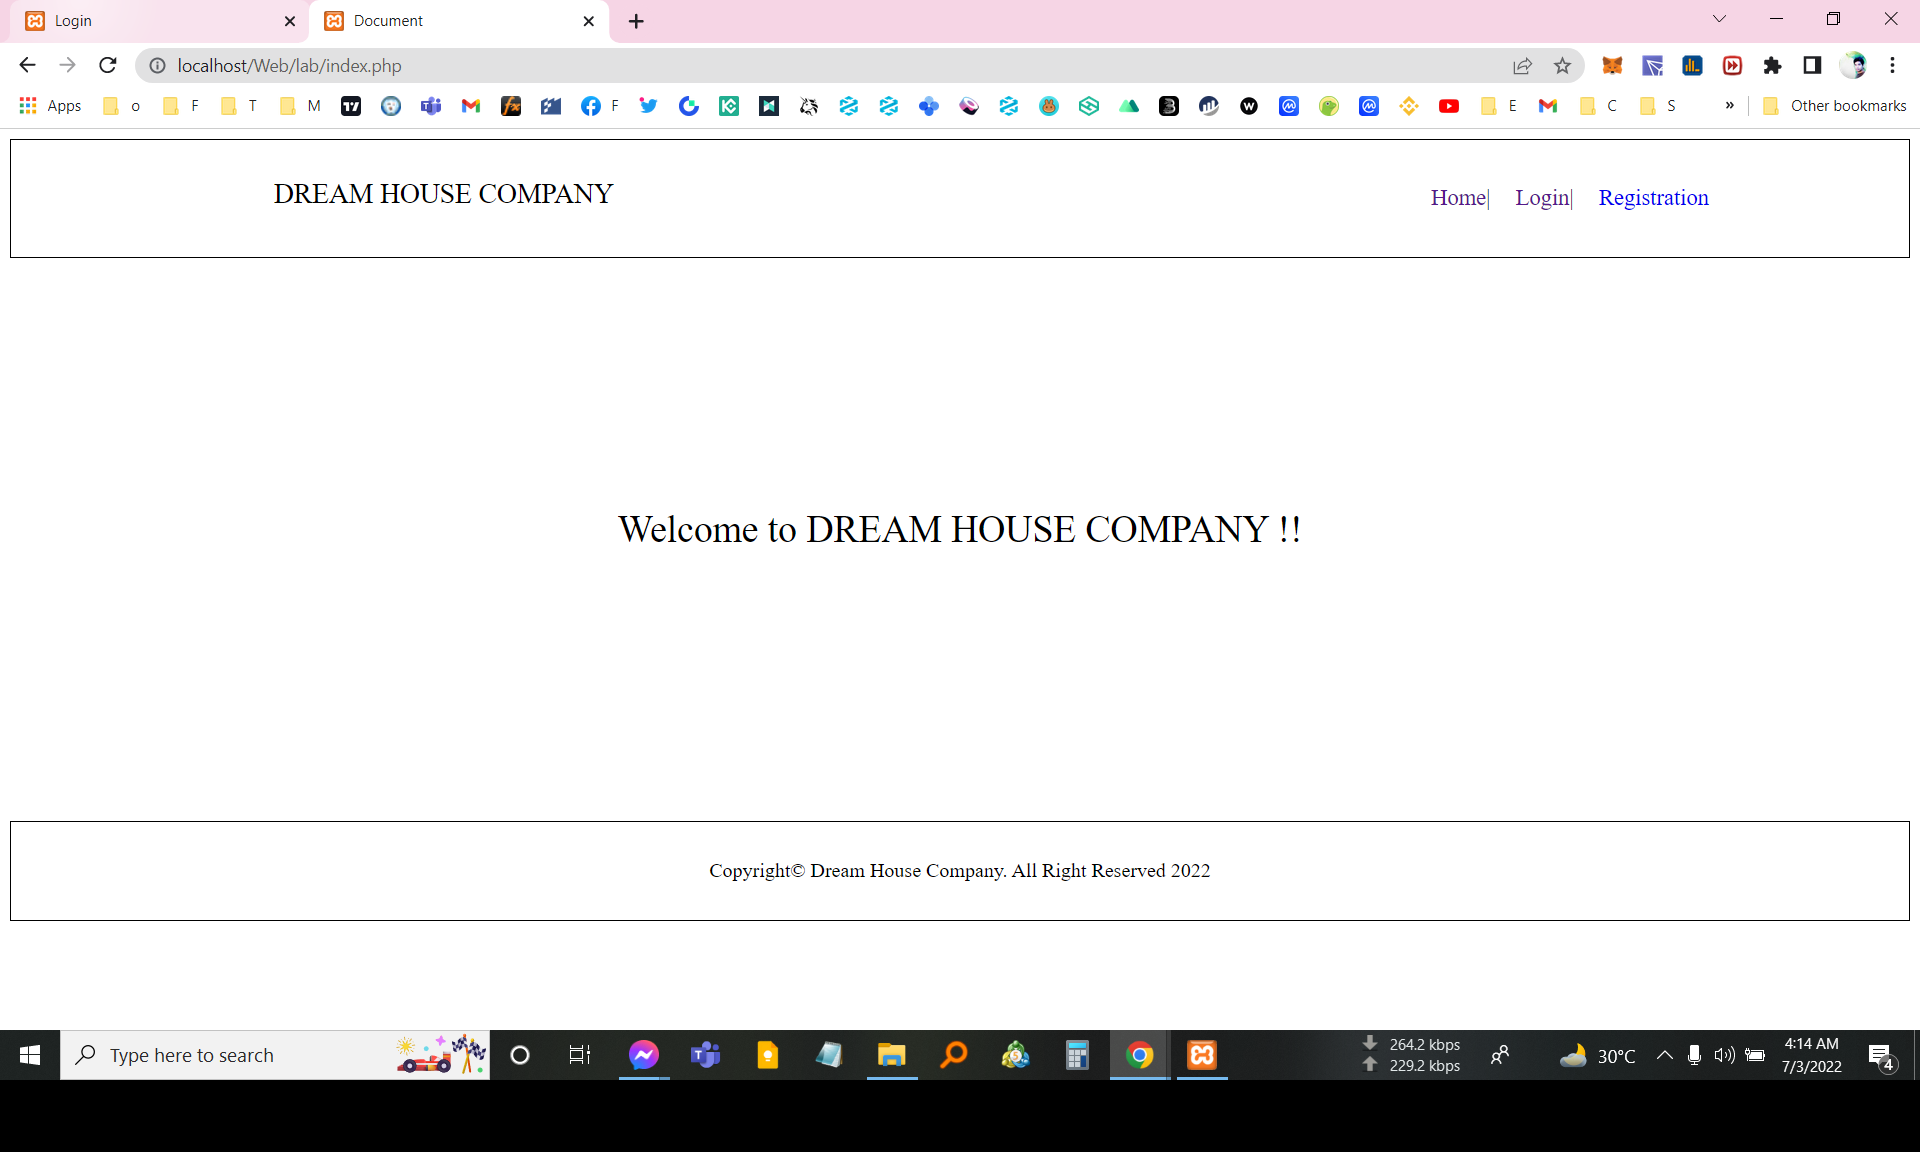 Login
Document
localhost/Web/lab/index.php
Apps o F T M F E C S » Other bookmarks
DREAM HOUSE COMPANY
Home| Login| Registration
Welcome to DREAM HOUSE COMPANY !!
Copyright© Dream House Company. All Right Reserved 2022
Type here to search
264.2 kbps
229.2 kbps
30°C
4:14 AM
7/3/2022
4